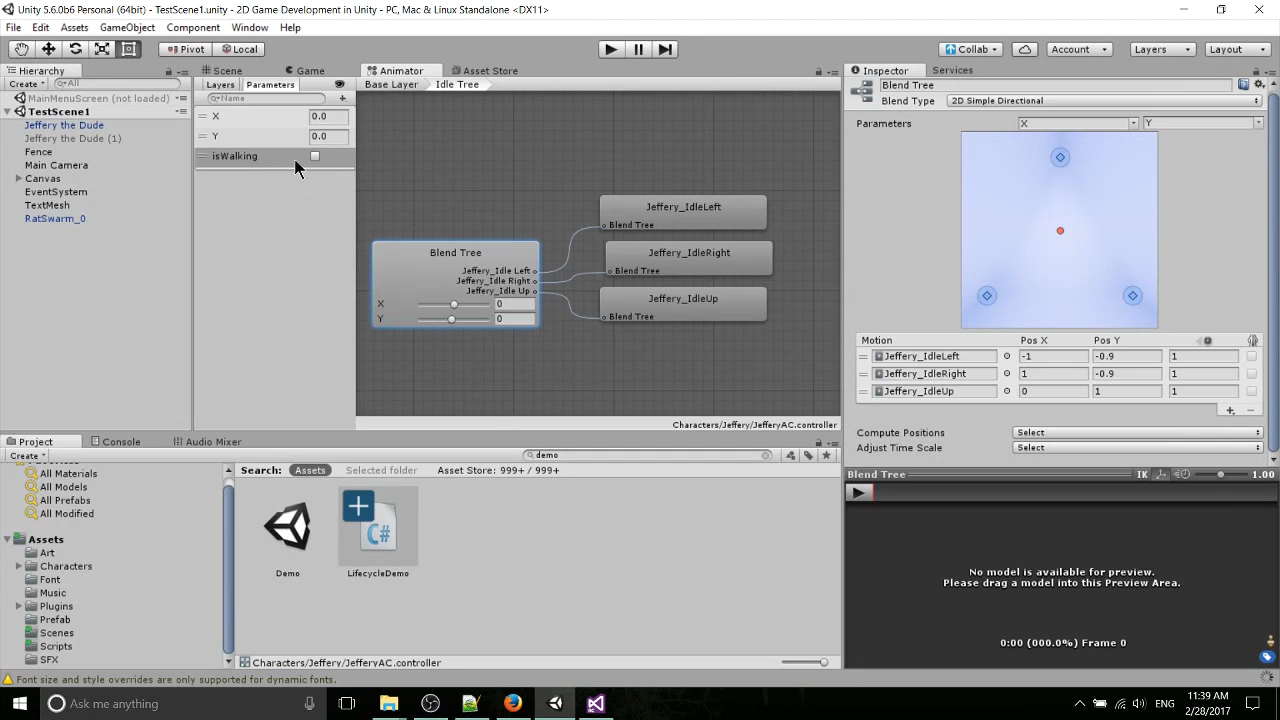 Unity 5.6.0b6 Personal (64bit) - TestScene1.unity - 2D Game Development in Unity - PC, Mac & Linux Standalone <DX11>
File Edit Assets GameObject Component Window Help
Pivot Local Collab Account Layers Layout
Hierarchy Scene Game Animator Asset Store Inspector Services
Create All Layers Parameters Base Layer Idle Tree Blend Tree
Name
Blend Type 2D Simple Directional
MainMenuScreen (not loaded)
TestScene1
Jeffery the Dude
Jeffery the Dude (1)
Fence
Main Camera
Canvas
EventSystem
TextMesh
RatSwarm_0
X 0.0
Y 0.0
isWalking
Blend Tree
Jeffery_Idle Left
Jeffery_Idle Right
Jeffery_Idle Up
X 0
Y 0
Jeffery_IdleLeft
Blend Tree
Jeffery_IdleRight
Blend Tree
Jeffery_IdleUp
Blend Tree
Characters/Jeffery/JefferyAC.controller
Parameters X Y
Motion Pos X Pos Y
Jeffery_IdleLeft -1 -0.9 1
Jeffery_IdleRight 1 -0.9 1
Jeffery_IdleUp 0 1 1
Compute Positions Select
Adjust Time Scale Select
Blend Tree IK 1.00
No model is available for preview.
Please drag a model into this Preview Area.
0:00 (000.0%) Frame 0
Project Console Audio Mixer
Create demo
Search: Assets Selected folder Asset Store: 999+ / 999+
All Materials
All Models
All Prefabs
All Modified
Assets
Art
Characters
Font
Music
Plugins
Prefab
Scenes
Scripts
SFX
C#
Demo LifecycleDemo
Characters/Jeffery/JefferyAC.controller
Font size and style overrides are only supported for dynamic fonts.
Ask me anything
ENG
11:39 AM
2/28/2017